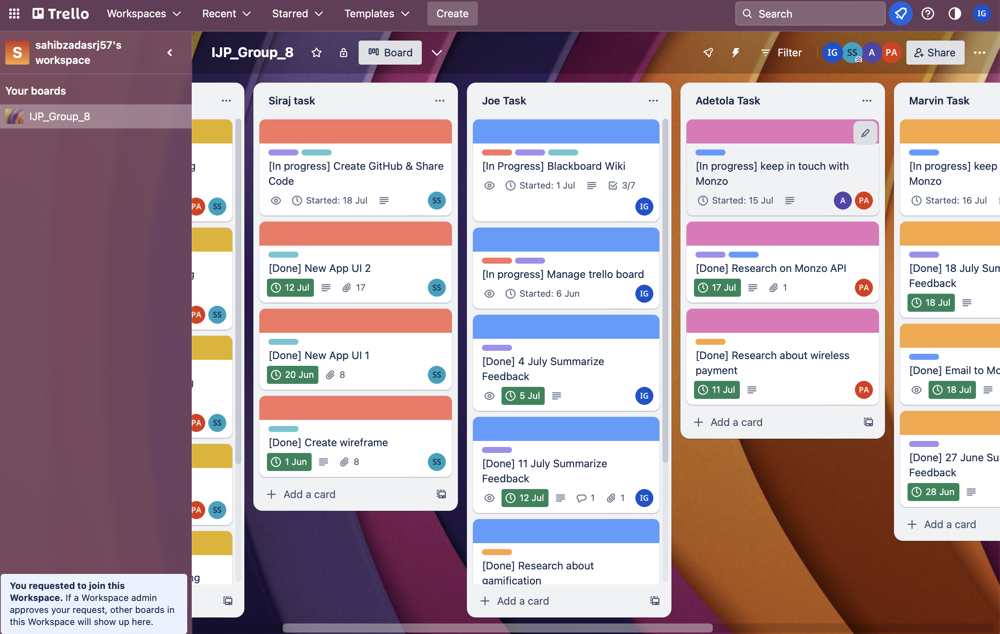 Trello
Workspaces
Recent
Starred
Templates
Create
Search
IG
S
sahibzadasrj57's
workspace
IJP_Group_8
Board
Filter
IG
SS
A
PA
Share
Your boards
IJP_Group_8
g
PA
SS
g
PA
SS
g
PA
SS
PA
SS
ng
Siraj task
[In progress] Create GitHub & Share
Code
Started: 18 Jul
SS
[Done] New App UI 2
12 Jul
17
SS
[Done] New App UI 1
20 Jun
8
SS
[Done] Create wireframe
1 Jun
8
SS
Add a card
Joe Task
[In Progress] Blackboard Wiki
Started: 1 Jul
3/7
IG
[In progress] Manage trello board
Started: 6 Jun
IG
[Done] 4 July Summarize
Feedback
5 Jul
IG
[Done] 11 July Summarize
Feedback
12 Jul
1
1
IG
[Done] Research about
gamification
Add a card
Adetola Task
[In progress] keep in touch with
Monzo
Started: 15 Jul
A
PA
[Done] Research on Monzo API
17 Jul
1
PA
[Done] Research about wireless
payment
11 Jul
PA
Add a card
Marvin Task
[In progress] keep
Monzo
Started: 16 Jul
[Done] 18 July Sum
Feedback
18 Jul
[Done] Email to Mo
18 Jul
[Done] 27 June Su
Feedback
28 Jun
Add a card
You requested to join this
Workspace. If a Workspace admin
approves your request, other boards in
this Workspace will show up here.